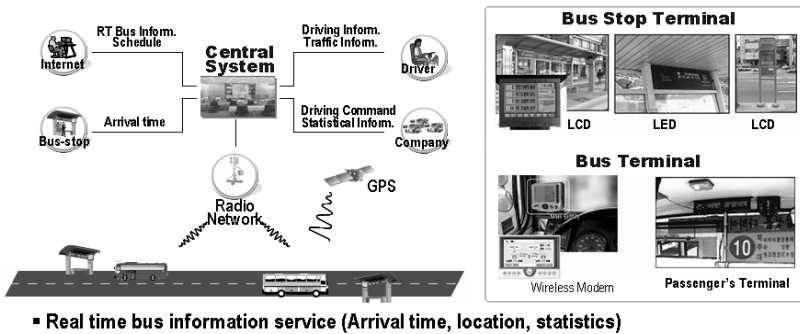 RT Bus Inform.
Schedule
Internet
Central
System
Driving Inform.
Traffic Inform.
Driver
Arrival time
Bus-stop
Driving Command
Statistical Inform.
Company
Radio
Network
GPS
Bus Stop Terminal
LCD
LED
LCD
Bus Terminal
Wireless Modern
10
Passenger's Terminal
▪ Real time bus information service (Arrival time, location, statistics)